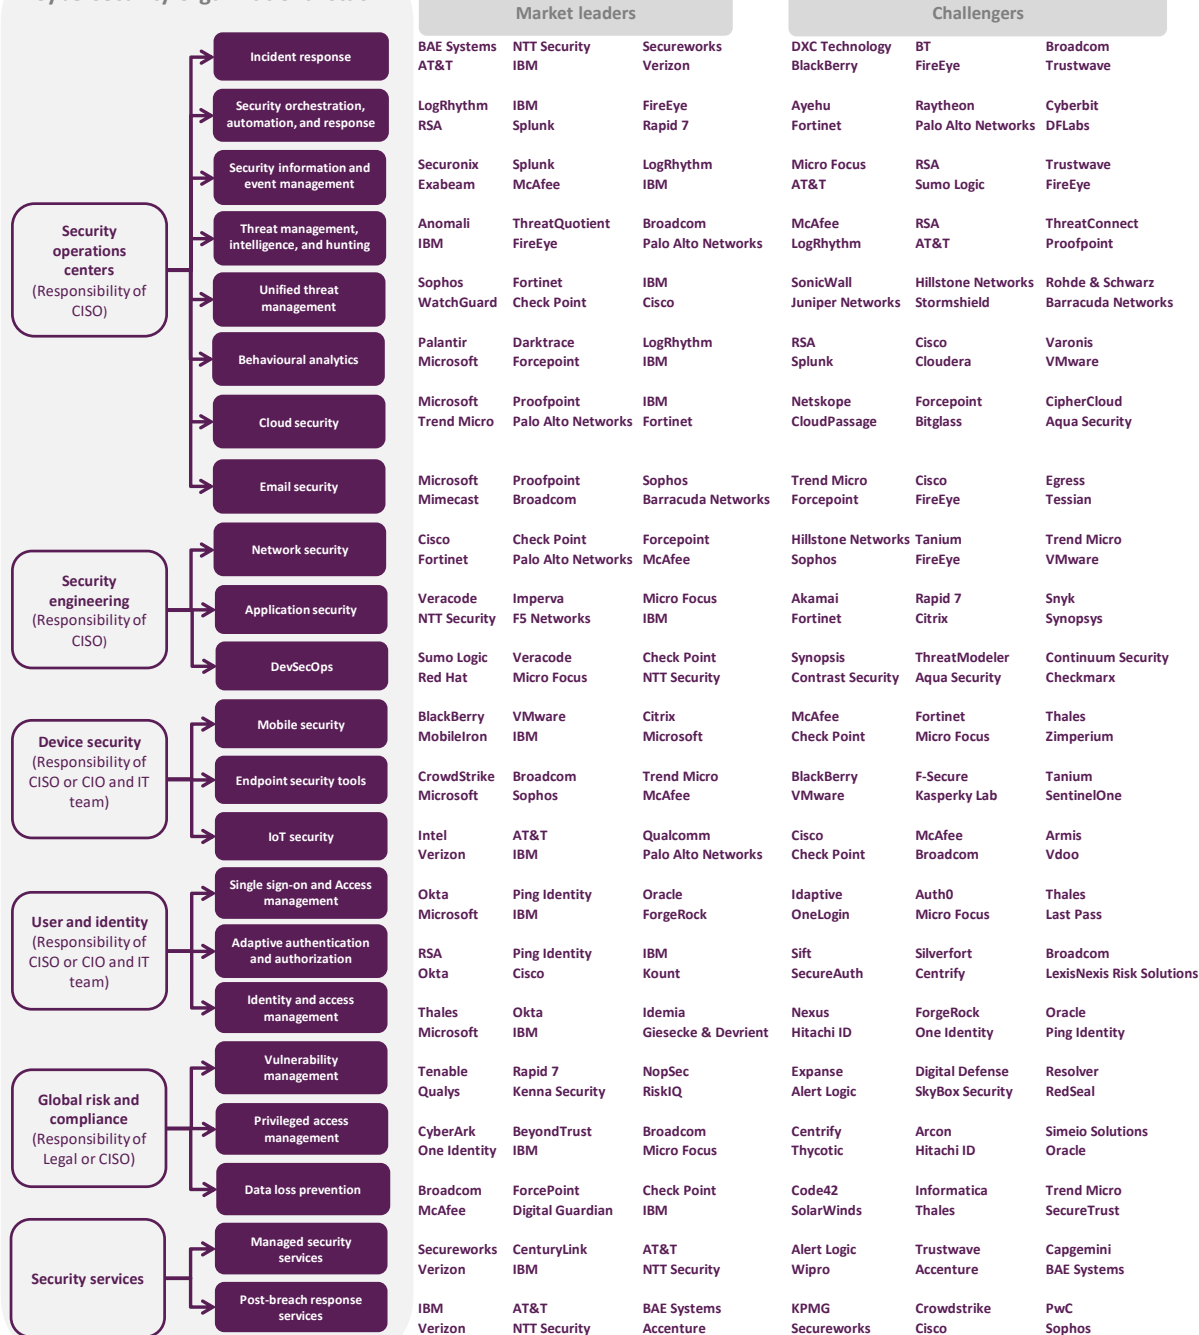 Market leaders
Challengers
Incident response
BAE Systems NTT Security Secureworks DXC Technology BT Broadcom
AT&T IBM Verizon BlackBerry FireEye Trustwave
Security orchestration,
automation, and response
LogRhythm IBM FireEye Ayehu Raytheon Cyberbit
RSA Splunk Rapid 7 Fortinet Palo Alto Networks DFLabs
Security information and
event management
Securonix Splunk LogRhythm Micro Focus RSA Trustwave
Exabeam McAfee IBM AT&T Sumo Logic FireEye
Security
operations
centers
(Responsibility of
CISO)
Threat management,
intelligence, and hunting
Anomali ThreatQuotient Broadcom McAfee RSA ThreatConnect
IBM FireEye Palo Alto Networks LogRhythm AT&T Proofpoint
Unified threat
management
Sophos Fortinet IBM SonicWall Hillstone Networks Rohde & Schwarz
WatchGuard Check Point Cisco Juniper Networks Stormshield Barracuda Networks
Behavioural analytics
Palantir Darktrace LogRhythm RSA Cisco Varonis
Microsoft Forcepoint IBM Splunk Cloudera VMware
Cloud security
Microsoft Proofpoint IBM Netskope Forcepoint CipherCloud
Trend Micro Palo Alto Networks Fortinet CloudPassage Bitglass Aqua Security
Email security
Microsoft Proofpoint Sophos Trend Micro Cisco Egress
Mimecast Broadcom Barracuda Networks Forcepoint FireEye Tessian
Security
engineering
(Responsibility of
CISO)
Network security
Cisco Check Point Forcepoint Hillstone Networks Tanium Trend Micro
Fortinet Palo Alto Networks McAfee Sophos FireEye VMware
Application security
Veracode Imperva Micro Focus Akamai Rapid 7 Snyk
NTT Security F5 Networks IBM Fortinet Citrix Synopsys
DevSecOps
Sumo Logic Veracode Check Point Synopsis ThreatModeler Continuum Security
Red Hat Micro Focus NTT Security Contrast Security Aqua Security Checkmarx
Device security
(Responsibility of
CISO or CIO and IT
team)
Mobile security
BlackBerry VMware Citrix McAfee Fortinet Thales
MobileIron IBM Microsoft Check Point Micro Focus Zimperium
Endpoint security tools
CrowdStrike Broadcom Trend Micro BlackBerry F-Secure Tanium
Microsoft Sophos McAfee VMware Kasperky Lab SentinelOne
IoT security
Intel AT&T Qualcomm Cisco McAfee Armis
Verizon IBM Palo Alto Networks Check Point Broadcom Vdoo
User and identity
(Responsibility of
CISO or CIO and IT
team)
Single sign-on and Access
management
Okta Ping Identity Oracle Idaptive Auth0 Thales
Microsoft IBM ForgeRock OneLogin Micro Focus Last Pass
Adaptive authentication
and authorization
RSA Ping Identity IBM Sift Silverfort Broadcom
Okta Cisco Kount SecureAuth Centrify LexisNexis Risk Solutions
Identity and access
management
Thales Okta Idemia Nexus ForgeRock Oracle
Microsoft IBM Giesecke & Devrient Hitachi ID One Identity Ping Identity
Global risk and
compliance
(Responsibility of
Legal or CISO)
Vulnerability
management
Tenable Rapid 7 NopSec Expanse Digital Defense Resolver
Qualys Kenna Security RiskIQ Alert Logic SkyBox Security RedSeal
Privileged access
management
CyberArk BeyondTrust Broadcom Centrify Arcon Simeio Solutions
One Identity IBM Micro Focus Thycotic Hitachi ID Oracle
Data loss prevention
Broadcom ForcePoint Check Point Code42 Informatica Trend Micro
McAfee Digital Guardian IBM SolarWinds Thales SecureTrust
Security services
Managed security
services
Secureworks CenturyLink AT&T Alert Logic Trustwave Capgemini
Verizon IBM NTT Security Wipro Accenture BAE Systems
Post-breach response
services
IBM AT&T BAE Systems KPMG Crowdstrike PwC
Verizon NTT Security Accenture Secureworks Cisco Sophos